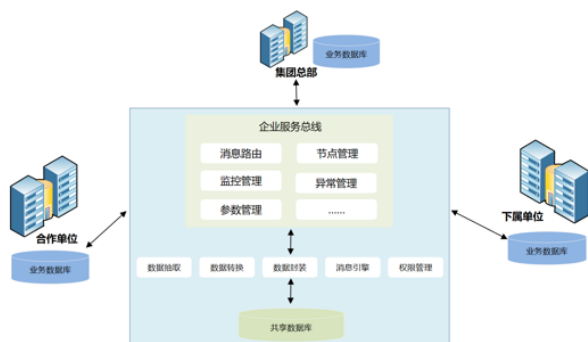 业务数据库
集团总部
企业服务总线
消息路由
节点管理
监控管理
异常管理
参数管理
......
合作单位
业务数据库
下属单位
业务数据库
数据抽取
数据转换
数据封装
消息引擎
权限管理
共享数据库